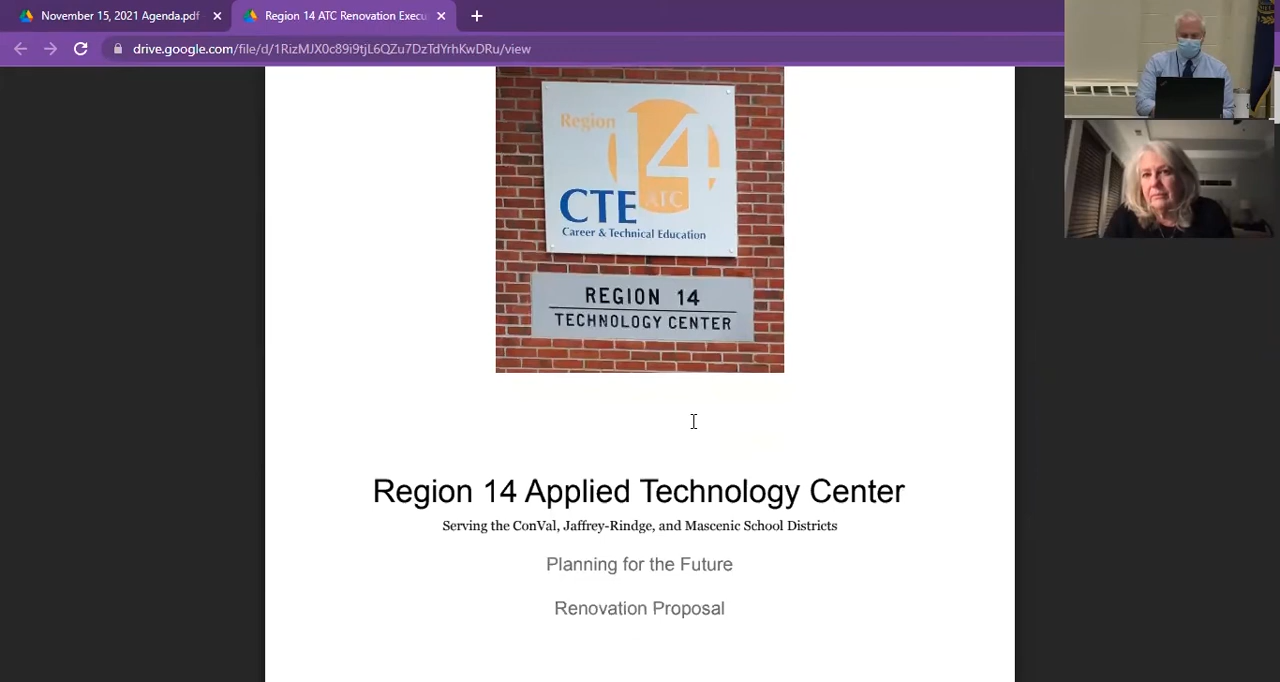 November 15, 2021 Agenda.pdf
Region 14 ATC Renovation Execu
drive.google.com/file/d/1RizMJX0c89i9tjL6QZu7DzTdYrhKwDRu/view
Region
14
ATC
CTE
Career & Technical Education
REGION 14
TECHNOLOGY CENTER
Region 14 Applied Technology Center
Serving the ConVal, Jaffrey-Rindge, and Mascenic School Districts
Planning for the Future
Renovation Proposal